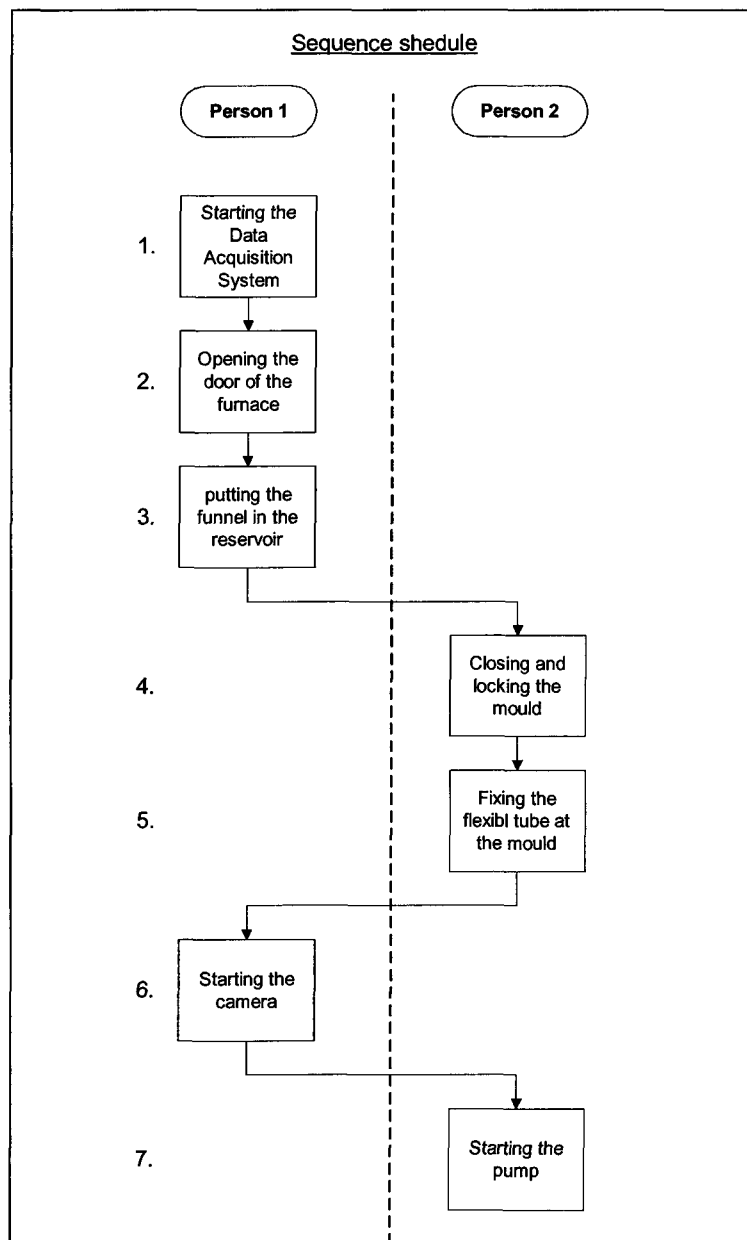 Sequence shedule
Person 1
Person 2
1.
Starting the
Data
Acquisition
System
2.
Opening the
door of the
furnace
3.
putting the
funnel in the
reservoir
4.
Closing and
locking the
mould
5.
Fixing the
flexibl tube at
the mould
6.
Starting the
camera
7.
Starting the
pump